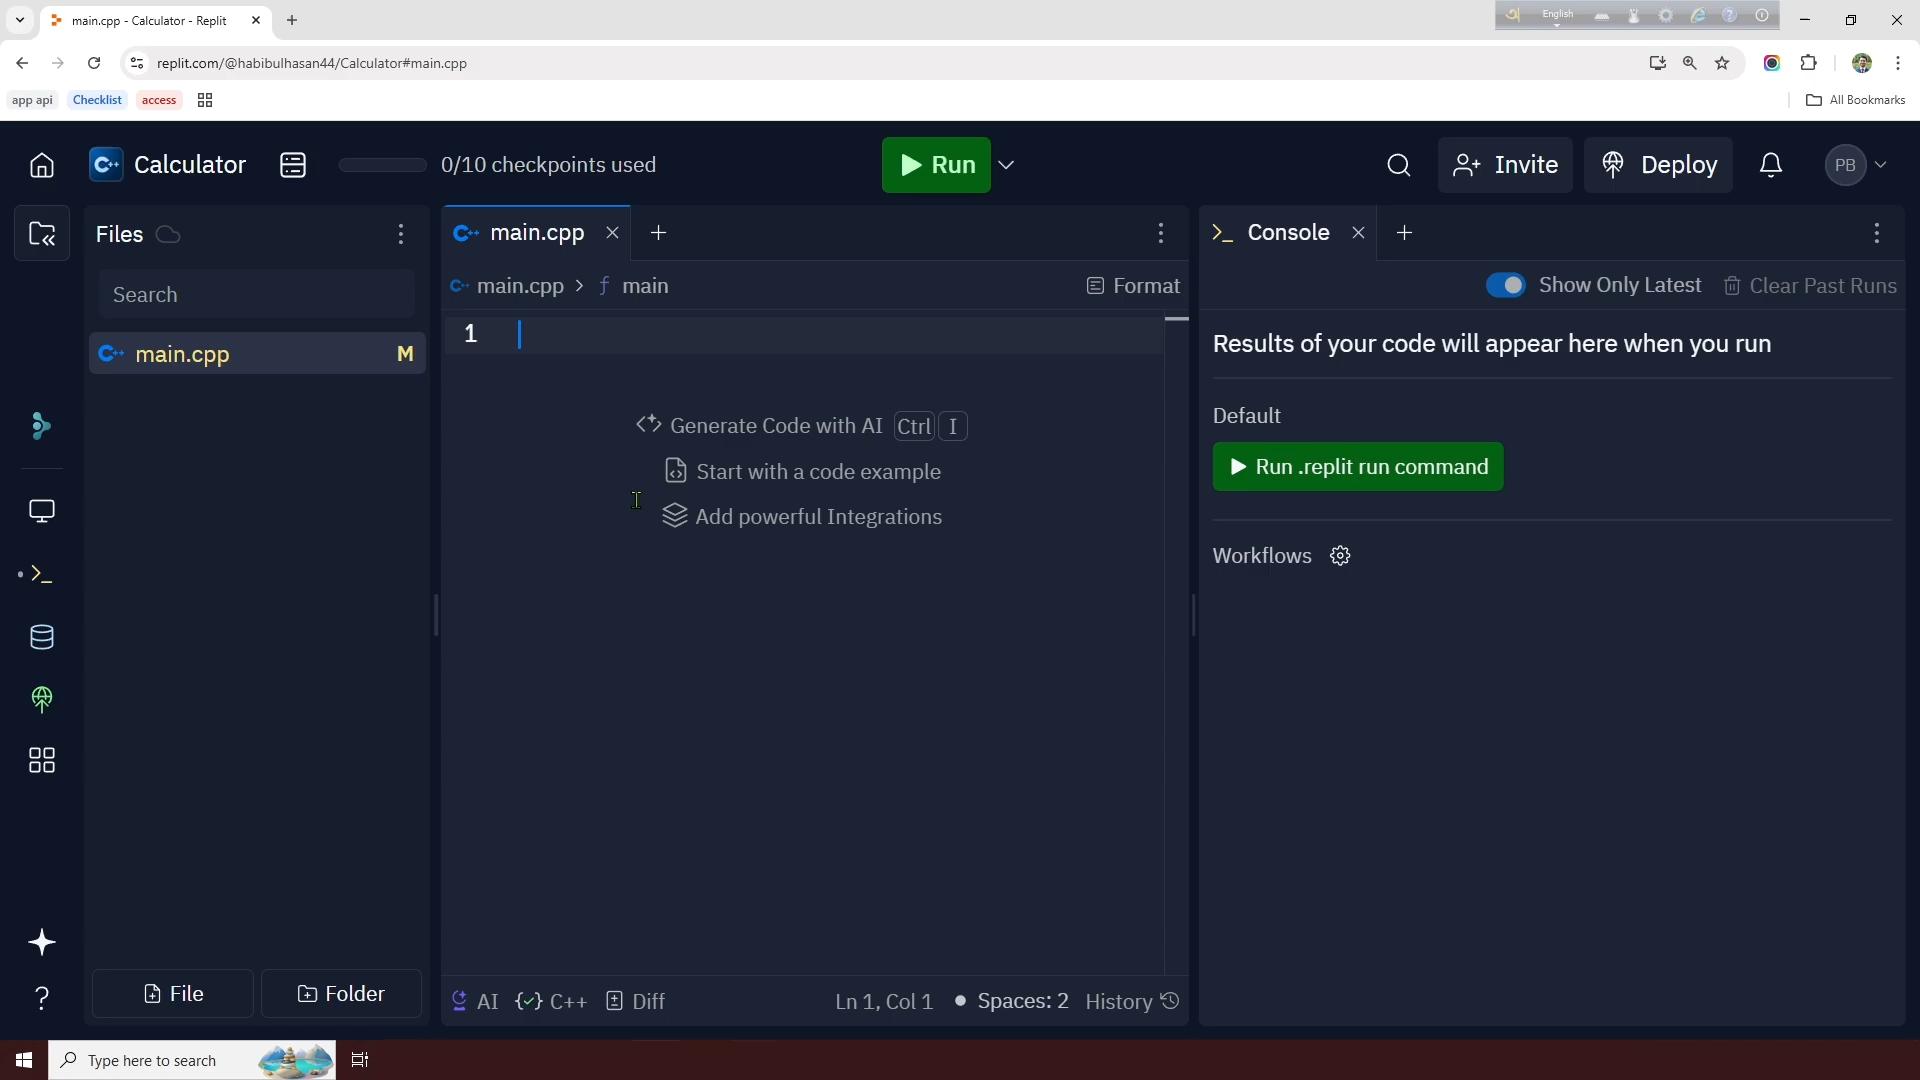 main.cpp - Calculator - Replit
English
replit.com/@habibulhasan44/Calculator#main.cpp
app api
Checklist
access
All Bookmarks
C++
Calculator
0/10 checkpoints used
Run
Invite
Deploy
PB
Files
Search
main.cpp
M
File
Folder
main.cpp
main.cpp
main
Format
1
Generate Code with AI Ctrl I
Start with a code example
Add powerful Integrations
AI
C++
Diff
Ln 1, Col 1
Spaces: 2
History
Console
Show Only Latest
Clear Past Runs
Results of your code will appear here when you run
Default
Run .replit run command
Workflows
Type here to search